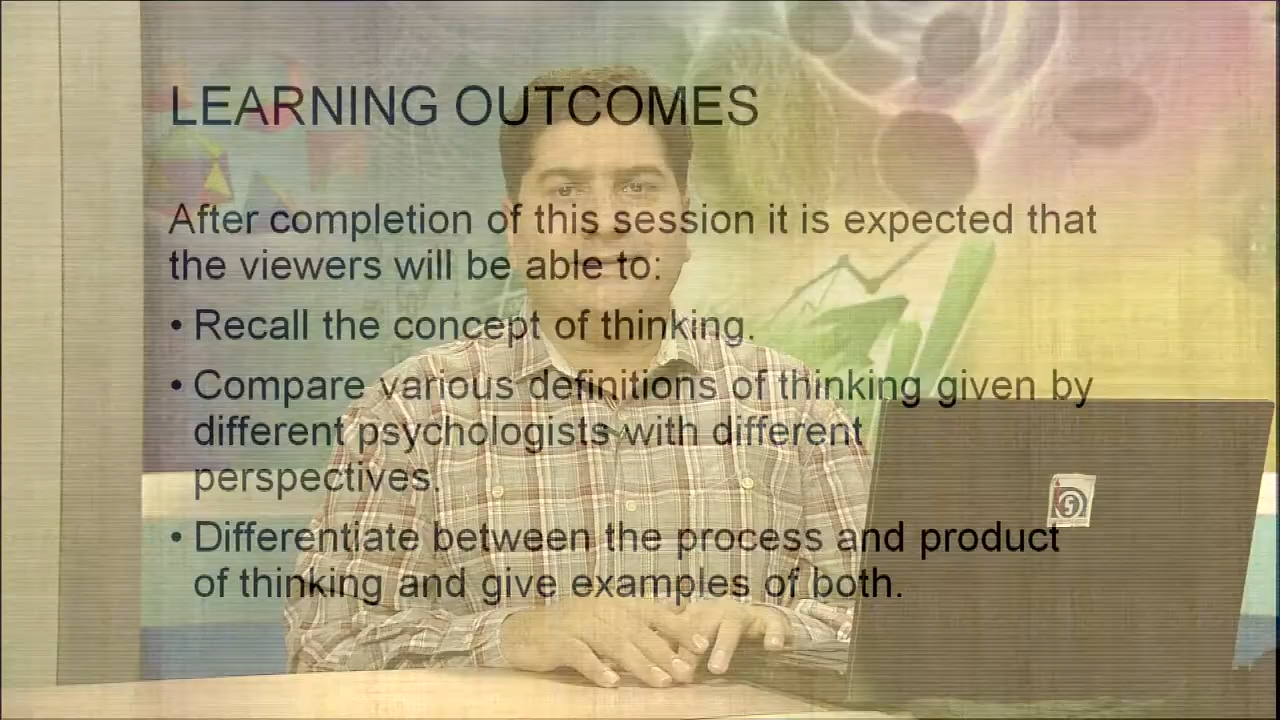 LEARNING OUTCOMES
After completion of this session it is expected that
the viewers will be able to:
• Recall the concept of thinking.
• Compare various definitions of thinking given by
different psychologists with different
perspectives.
• Differentiate between the process and product
of thinking and give examples of both.